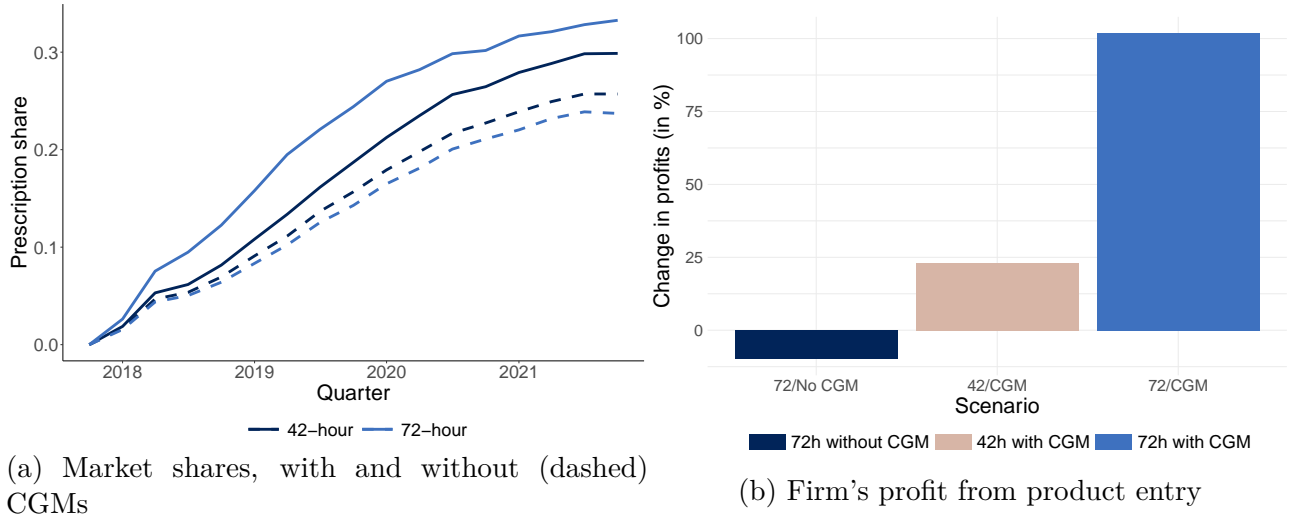 Prescription share
0.3
0.2
0.1
0.0
2018 2019 2020 2021
Quarter
42−hour 72−hour
(a) Market shares, with and without (dashed)
CGMs
Change in profits (in %)
100
75
50
25
0
72/No CGM 42/CGM 72/CGM
Scenario
72h without CGM 42h with CGM 72h with CGM
(b) Firm's profit from product entry